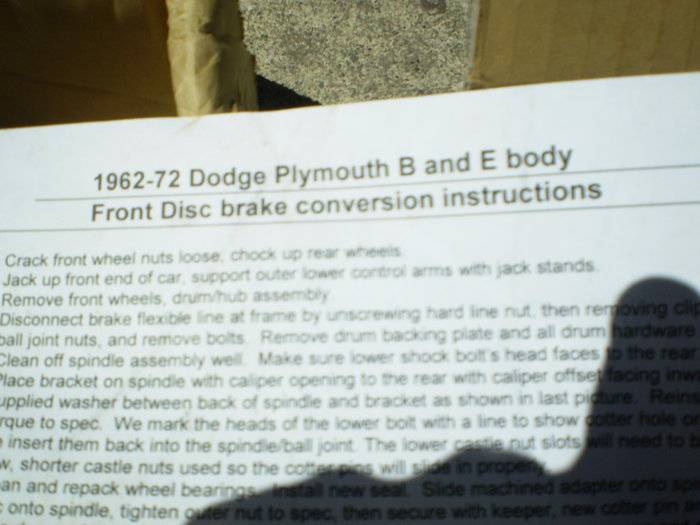 1962-72 Dodge Plymouth B and E body
Front Disc brake conversion instructions
Crack front wheel nuts loose, chock up rear wheels.
Jack up front end of car, support outer lower control arms with jack stands.
Remove front wheels, drum/hub assembly
Disconnect brake flexible line at frame by unscrewing hard line nut, then removing clip
ball joint nuts, and remove bolts. Remove drum backing plate and all drum hardware
Clean off spindle assembly well. Make sure lower shock bolt's head faces to the rear
Place bracket on spindle with caliper opening to the rear with caliper offset facing inwa
upplied washer between back of spindle and bracket as shown in last picture. Reins
rque to spec. We mark the heads of the lower bolt with a line to show cotter hole or
insert them back into the spindle/ball joint. The lower castle nut slots will need to b
w, shorter castle nuts used so the cotter pins will slide in properly.
an and repack wheel bearings. Install new seal. Slide machined adapter onto spi
onto spindle, tighten outer nut to spec, then secure with keeper, new cotter pin